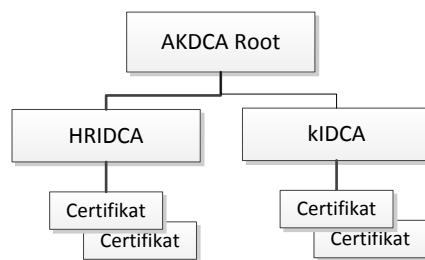 AKDCA Root
HRIDCA
kIDCA
Certifikat
Certifikat
Certifikat
Certifikat